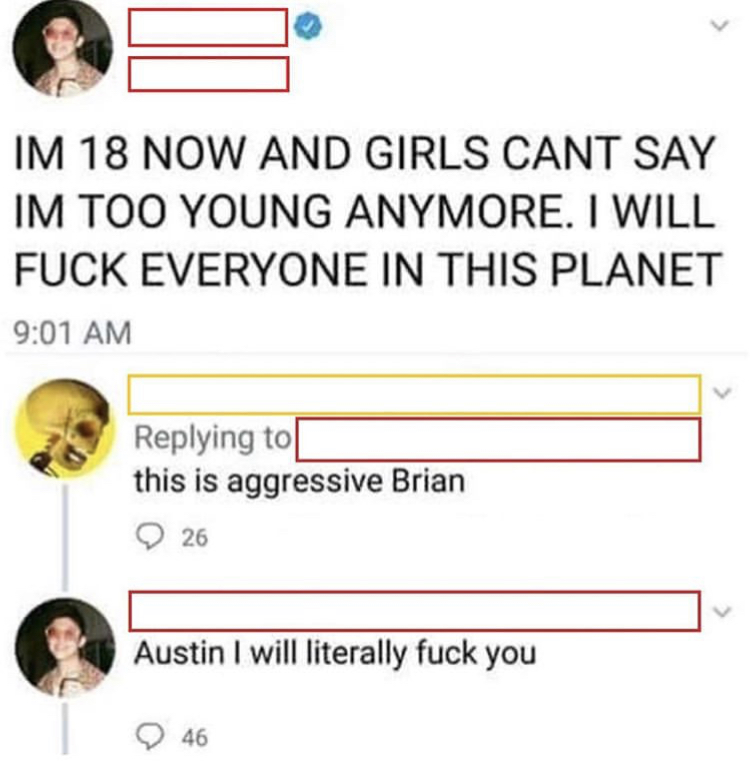 IM 18 NOW AND GIRLS CANT SAY
IM TOO YOUNG ANYMORE. I WILL
FUCK EVERYONE IN THIS PLANET
9:01 AM
Replying to
this is aggressive Brian
26
Austin I will literally fuck you
46